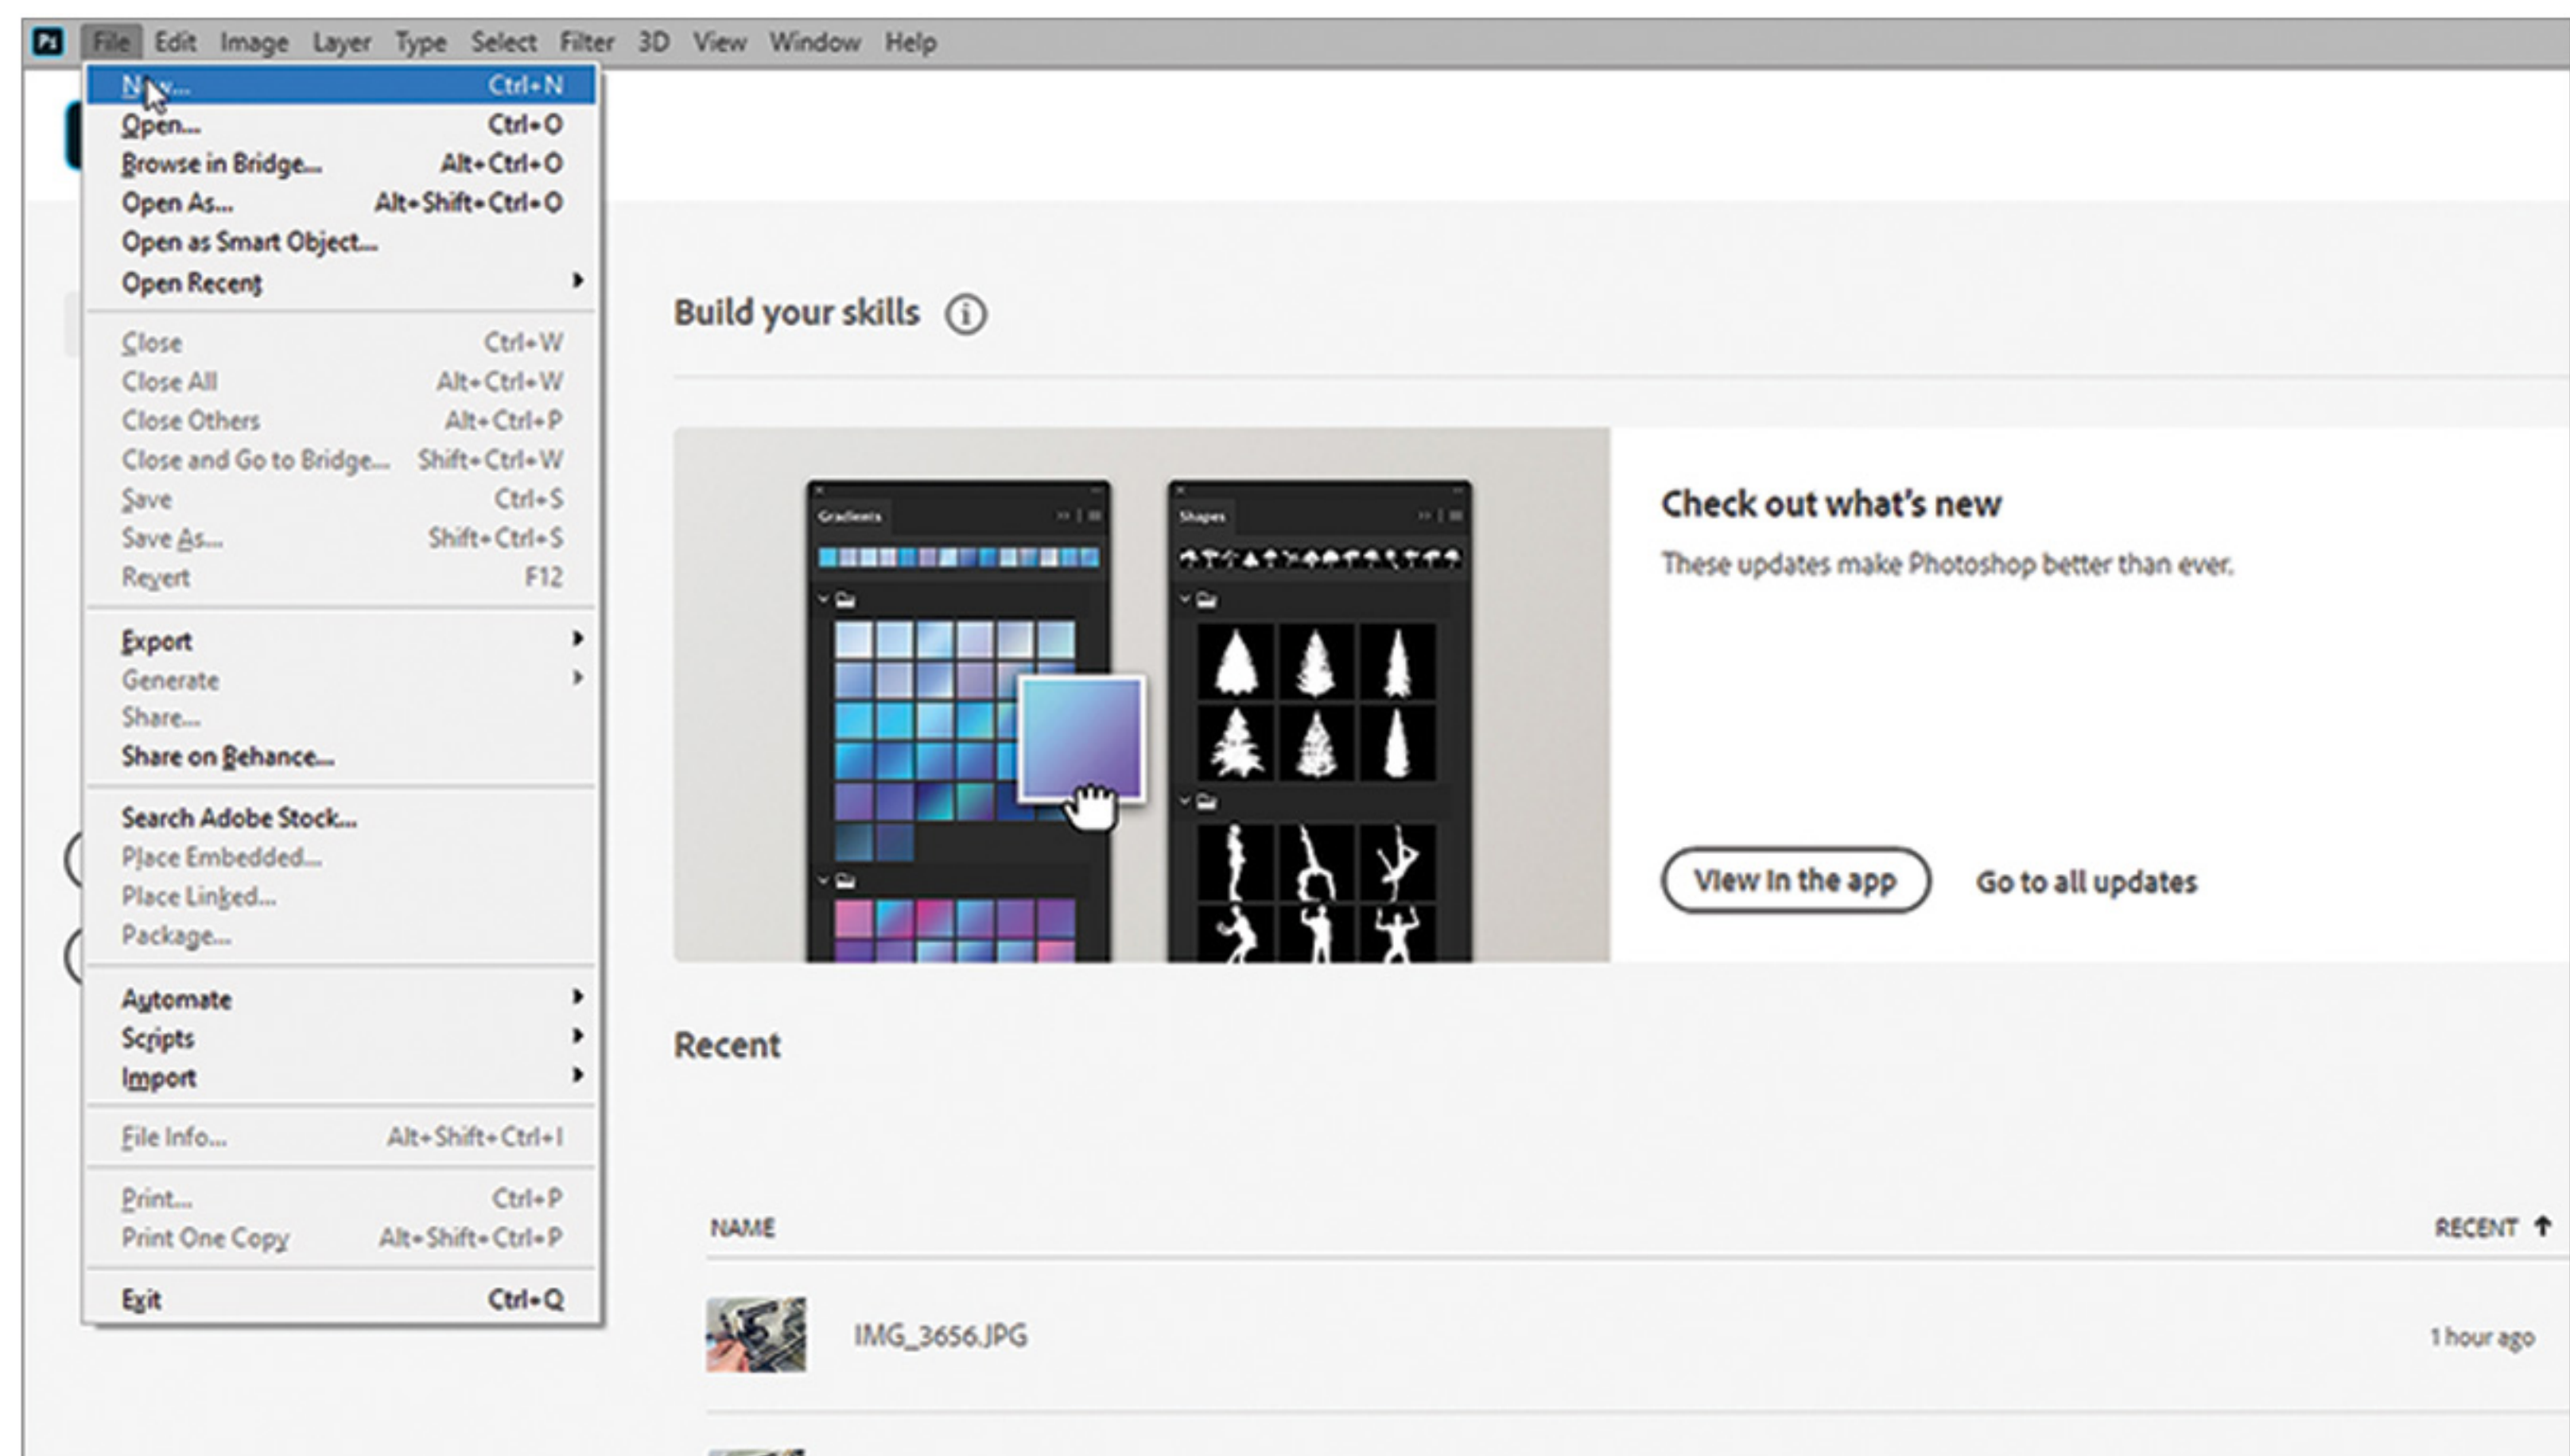 Ps File Edit Image Layer Type Select Filter 3D View Window Help
Ctrl+N
Open... Ctrl+O
Browse in Bridge... Alt+Ctrl+O
Open As... Alt+Shift+Ctrl+O
Open as Smart Object...
Open Recent
Close Ctrl+W
Close All Alt+Ctrl+W
Close Others Alt+Ctrl+P
Close and Go to Bridge... Shift+Ctrl+W
Save Ctrl+S
Save As... Shift+Ctrl+S
Revert F12
Export
Generate
Share...
Share on Behance...
Search Adobe Stock...
Place Embedded...
Place Linked...
Package...
Automate
Scripts
Import
File Info... Alt+Shift+Ctrl+I
Print... Ctrl+P
Print One Copy Alt+Shift+Ctrl+P
Exit Ctrl+Q
Build your skills
Gradients
Shapes
Check out what's new
These updates make Photoshop better than ever.
View in the app Go to all updates
Recent
NAME RECENT
IMG_3656.JPG 1 hour ago